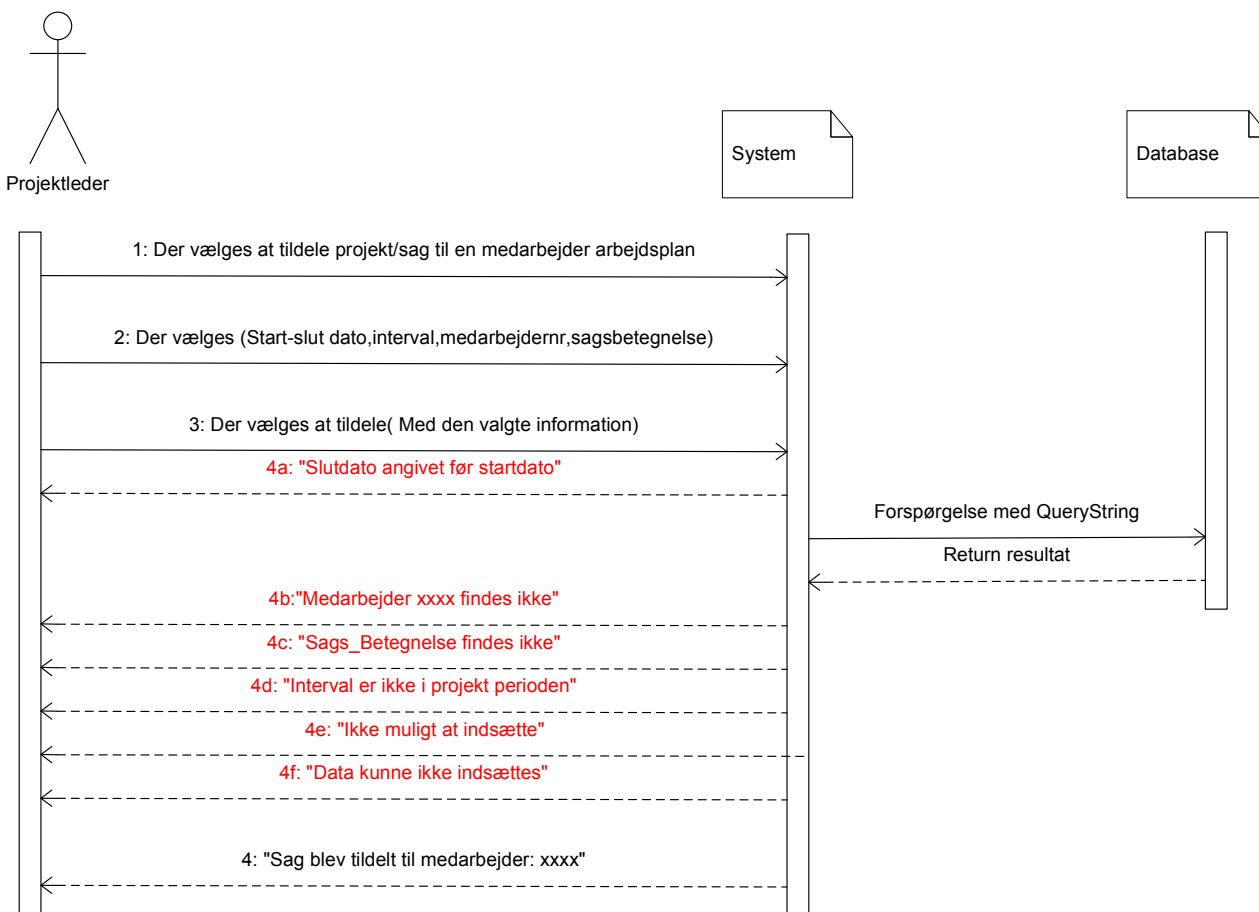 System
Database
Projektleder
1: Der vælges at tildele projekt/sag til en medarbejder arbejdsplan
2: Der vælges (Start-slut dato,interval,medarbejdernr,sagsbetegnelse)
3: Der vælges at tildele( Med den valgte information)
4a: "Slutdato angivet før startdato"
Forspørgelse med QueryString
Return resultat
4b:"Medarbejder xxxx findes ikke"
4c: "Sags_Betegnelse findes ikke"
4d: "Interval er ikke i projekt perioden"
4e: "Ikke muligt at indsætte"
4f: "Data kunne ikke indsættes"
4: "Sag blev tildelt til medarbejder: xxxx"